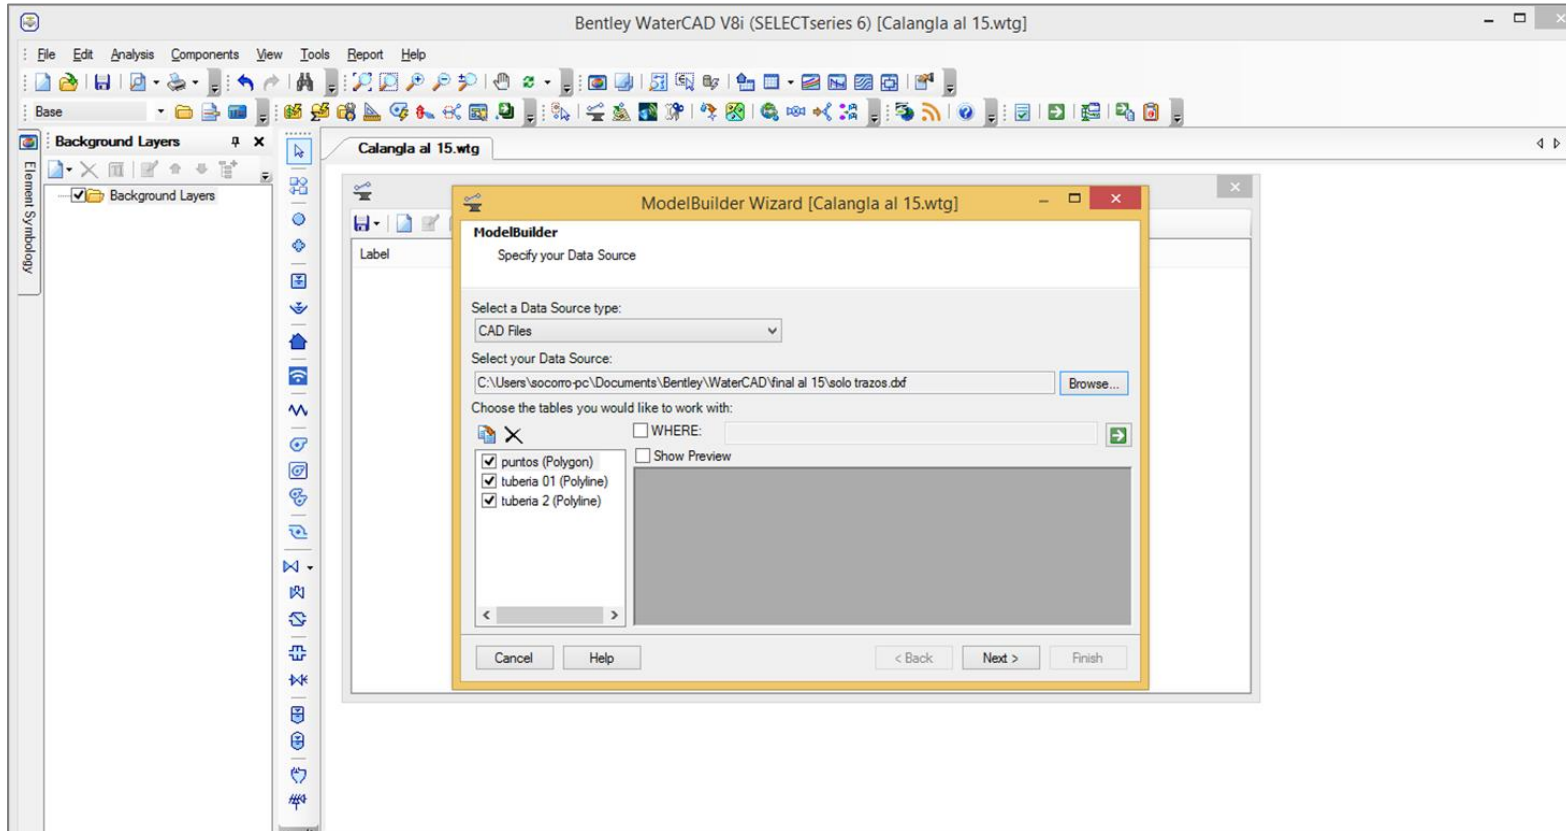 Bentley WaterCAD V8i (SELECTseries 6) [Calangla al 15.wtg]
File Edit Analysis Components View Tools Report Help
Base
Background Layers
Calangla al 15.wtg
Element Symbology
Background Layers
Label
ModelBuilder Wizard [Calangla al 15.wtg]
ModelBuilder
Specify your Data Source
Select a Data Source type:
CAD Files
Select your Data Source:
C:\Users\socorro-pc\Documents\Bentley\WaterCAD\final al 15\solo trazos.dxf Browse...
Choose the tables you would like to work with:
WHERE:
Show Preview
puntos (Polygon)
tuberia 01 (Polyline)
tuberia 2 (Polyline)
Cancel Help < Back Next > Finish